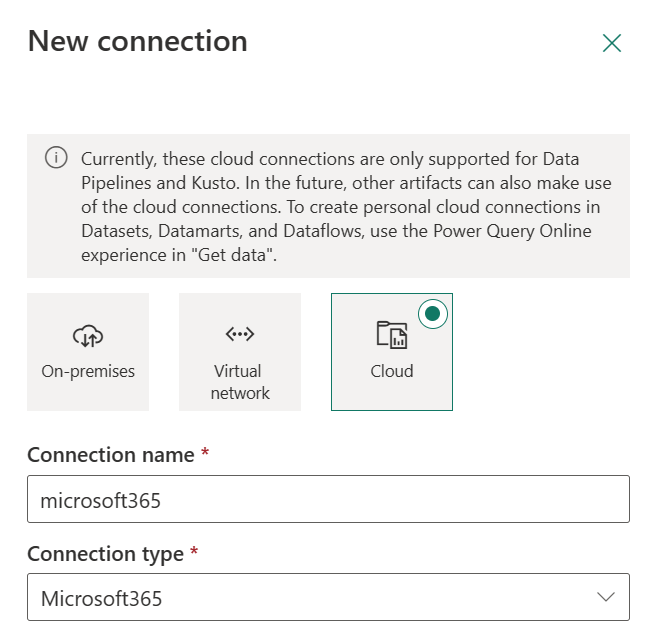 New connection
Currently, these cloud connections are only supported for Data
Pipelines and Kusto. In the future, other artifacts can also make use
of the cloud connections. To create personal cloud connections in
Datasets, Datamarts, and Dataflows, use the Power Query Online
experience in "Get data".
On-premises
Virtual
network
Cloud
Connection name *
microsoft365
Connection type *
Microsoft365